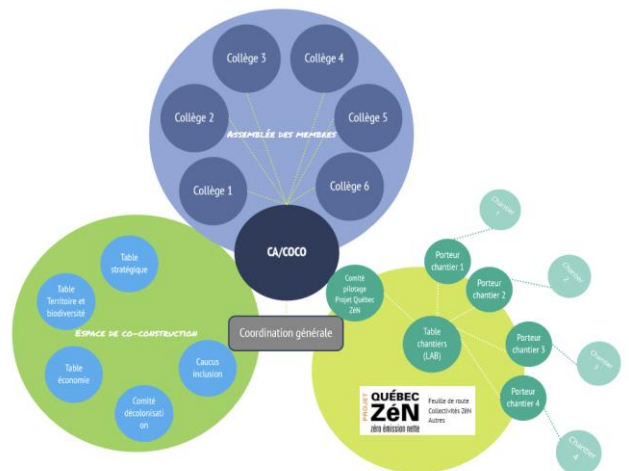 Collège 3
Collège 4
Collège 2
ASSEMBLÉE DES MEMBRES
Collège 5
Collège 1
Collège 6
CA/COCO
Table
stratégique
Table
Territoire et
biodiversité
ESPACE DE CO-CONSTRUCTION
Table
économie
Caucus
inclusion
Comité
décolonisati
on
Coordination générale
Comité
pilotage
Projet Québec
ZéN
Table
chantiers
(LAB)
Porteur
chantier 1
Porteur
chantier 2
Porteur
chantier 3
Porteur
chantier 4
Chantier
1
Chantier
2
Chantier
3
Chantier
4
PROJET
QUÉBEC
ZéN
zéro émission nette
Feuille de route
Collectivités ZéN
Autres